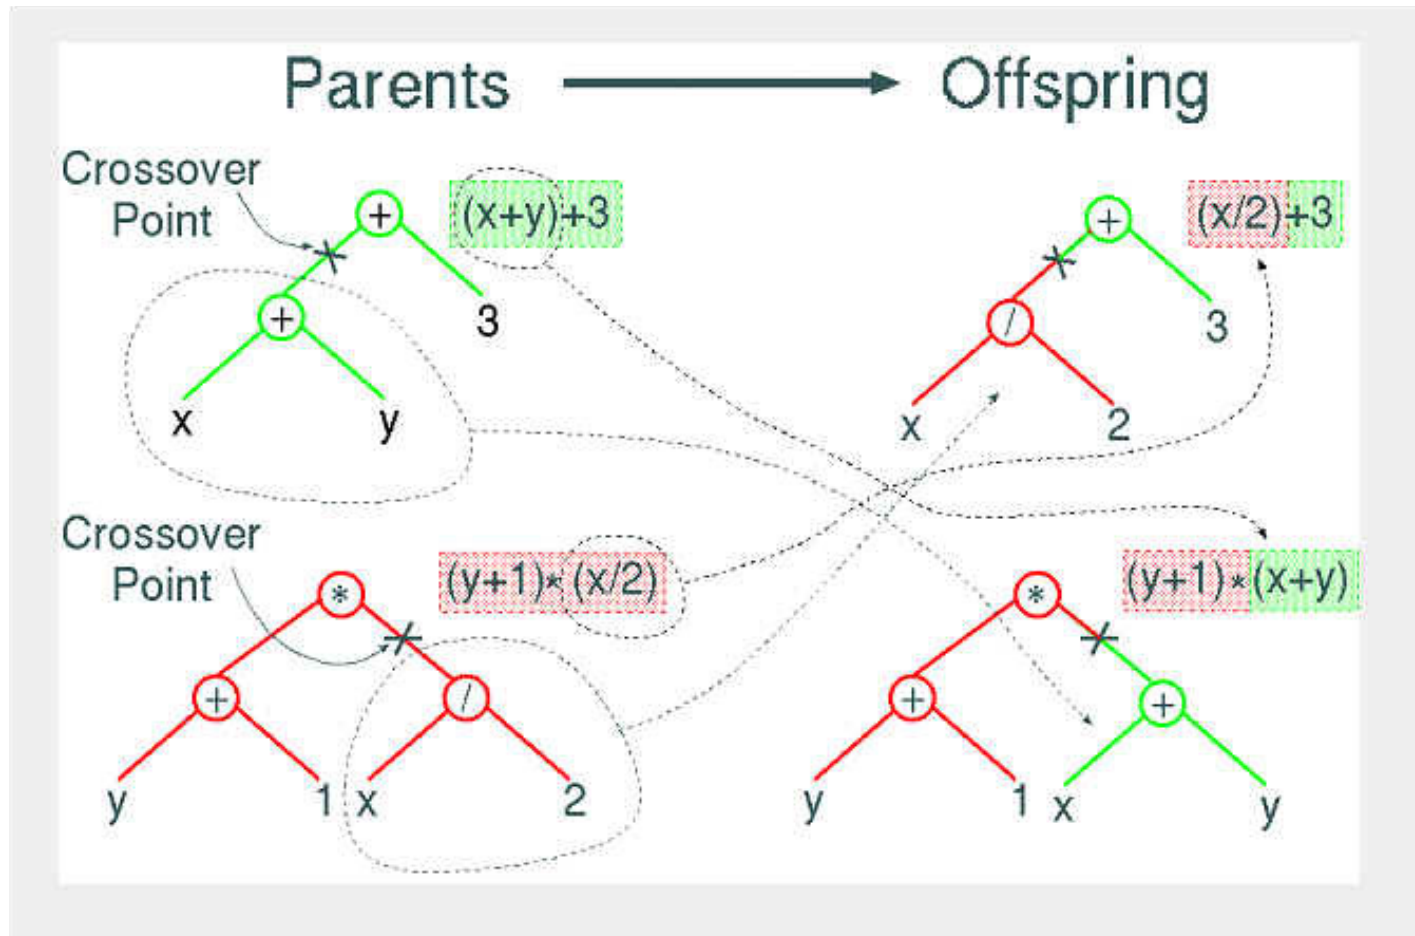 Parents Offspring
Crossover
Point
+
(x+y)+3
+
3
x
y
+
(x/2)+3
/
3
x
2
Crossover
Point
*
(y+1)*(x/2)
+
/
y
1
x
2
*
(y+1)*(x+y)
+
+
y
1
x
y